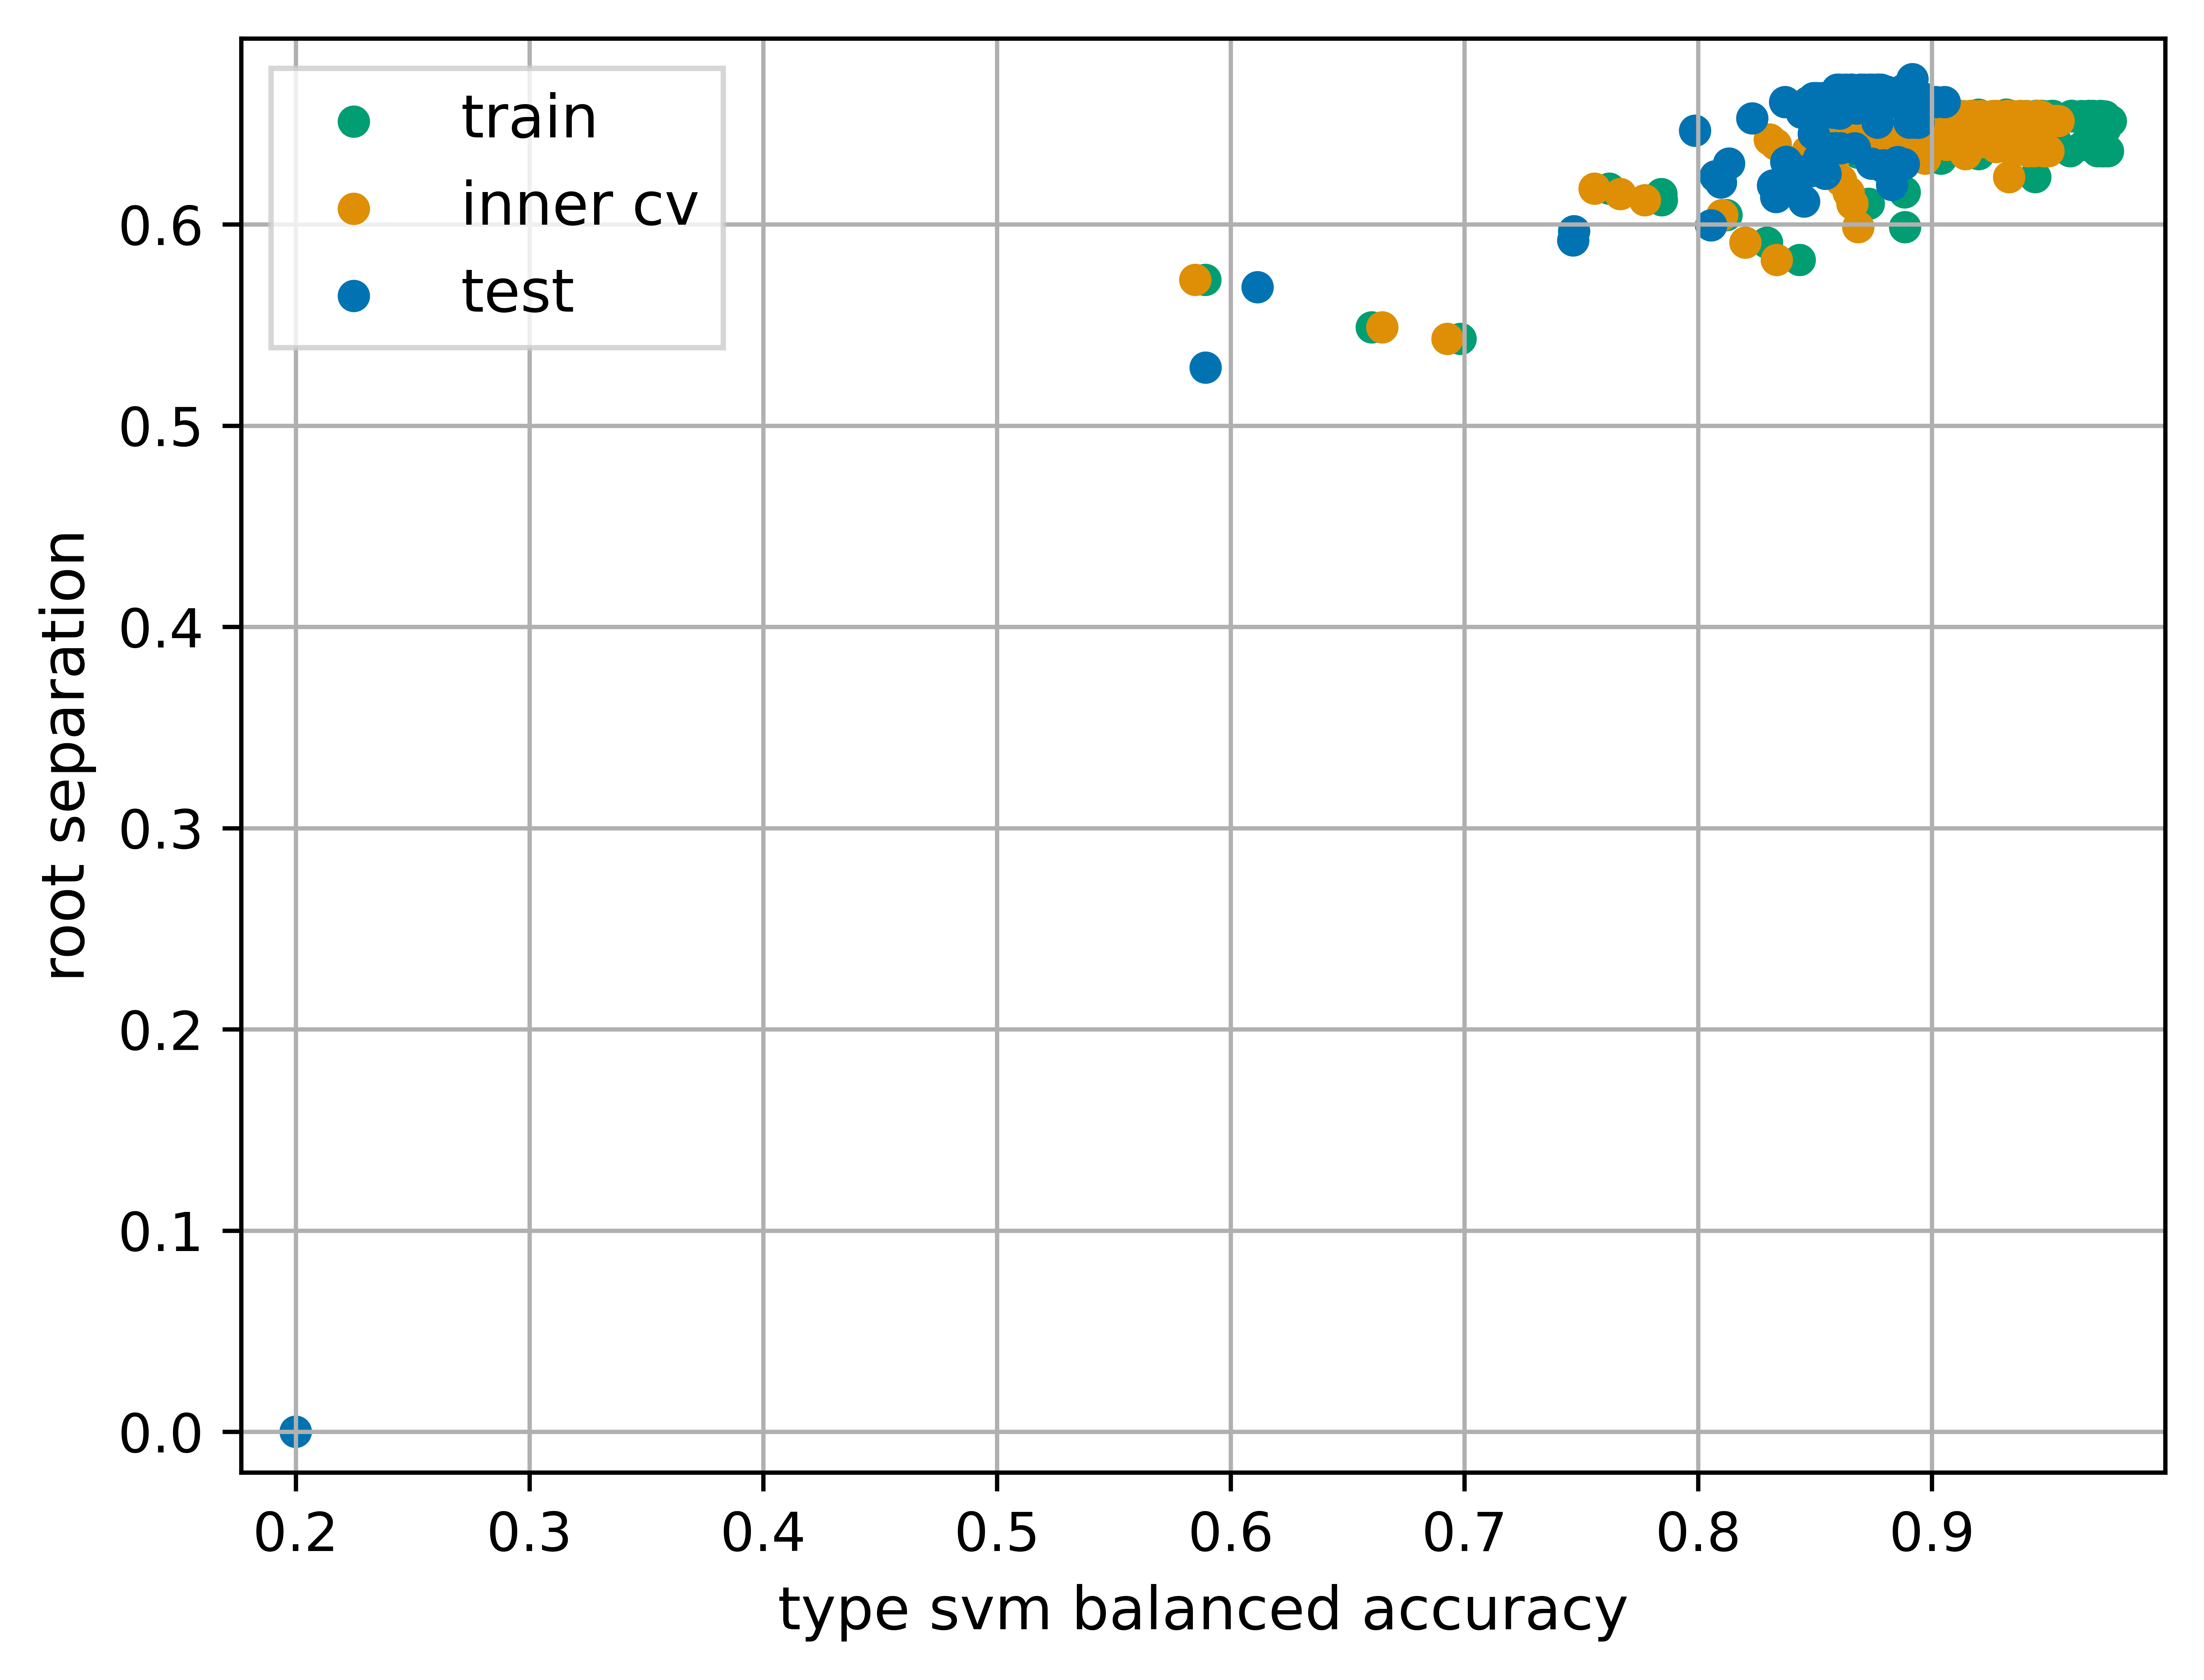 train
inner cv
test
root separation
0.6
0.5
0.4
0.3
0.2
0.1
0.0
0.2 0.3 0.4 0.5 0.6 0.7 0.8 0.9
type svm balanced accuracy